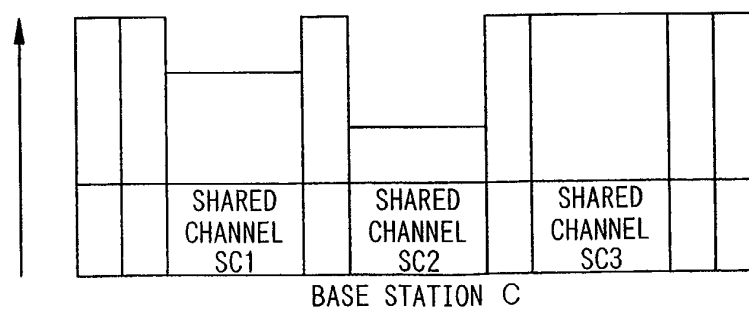 SHARED
CHANNEL
SC1
SHARED
CHANNEL
SC2
SHARED
CHANNEL
SC3
BASE STATION C